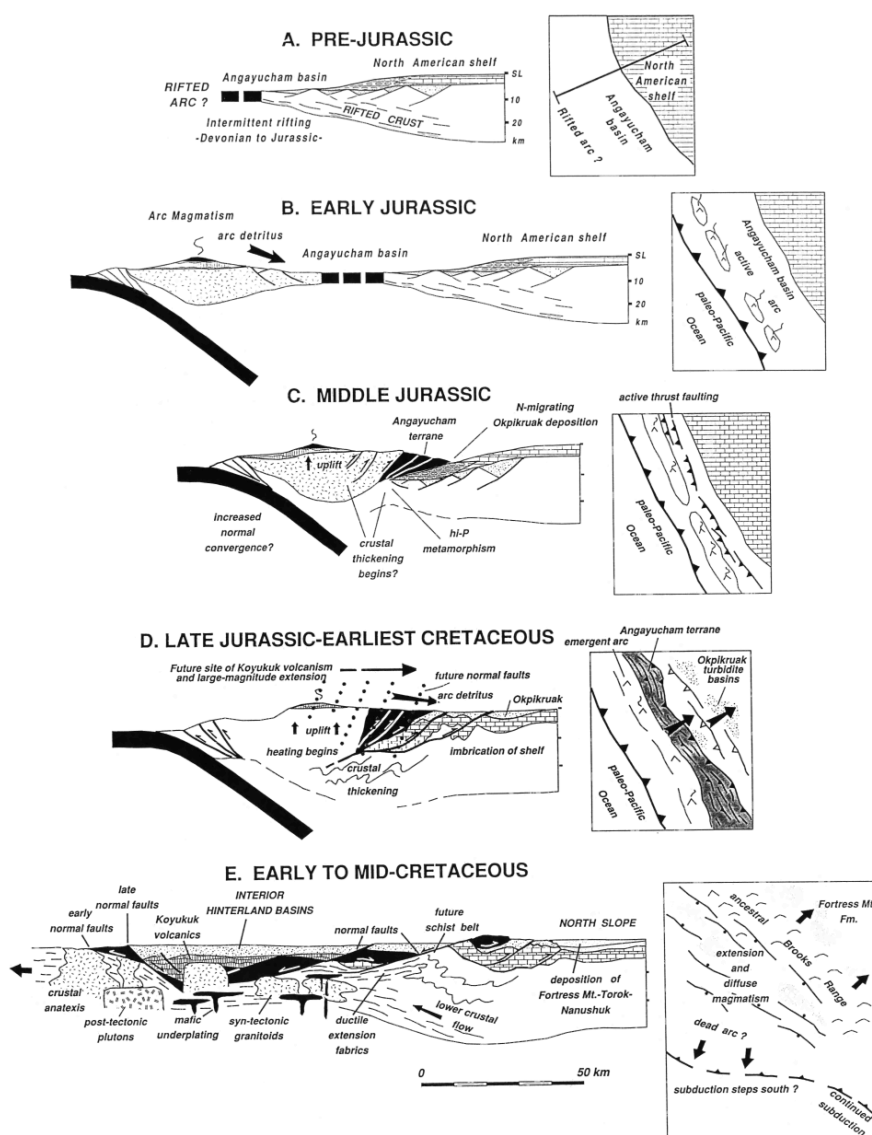 A. PRE-JURASSIC
RIFTED
ARC ?
Angayucham basin
North American shelf
SL
10
20
km
RIFTED CRUST
Intermittent rifting
-Devonian to Jurassic-
North
American
shelf
Angayucham
basin
Rifted arc ?
B. EARLY JURASSIC
Arc Magmatism
arc detritus
Angayucham basin
North American shelf
SL
10
20
km
Angayucham basin
active
arc
paleo-Pacific
Ocean
C. MIDDLE JURASSIC
Angayucham
terrane
N-migrating
Okpikruak deposition
uplift
increased
normal
convergence?
crustal
thickening
begins?
hi-P
metamorphism
active thrust faulting
paleo-Pacific
Ocean
D. LATE JURASSIC-EARLIEST CRETACEOUS
Future site of Koyukuk volcanism
and large-magnitude extension
future normal faults
arc detritus
Okpikruak
uplift
heating begins
crustal
thickening
imbrication of shelf
emergent arc
Angayucham terrane
Okpikruak
turbidite
basins
paleo-Pacific
Ocean
E. EARLY TO MID-CRETACEOUS
early
normal faults
late
normal faults
Koyukuk
volcanics
INTERIOR
HINTERLAND BASINS
normal faults
future
schist belt
NORTH SLOPE
crustal
anatexis
post-tectonic
plutons
mafic
underplating
syn-tectonic
granitoids
ductile
extension
fabrics
lower crustal
flow
deposition of
Fortress Mt.-Torok-
Nanushuk
0
50 km
ancestral
Brooks
Range
Fortress Mt.
Fm.
extension
and
diffuse
magmatism
dead arc ?
subduction steps south ?
continued
subduction